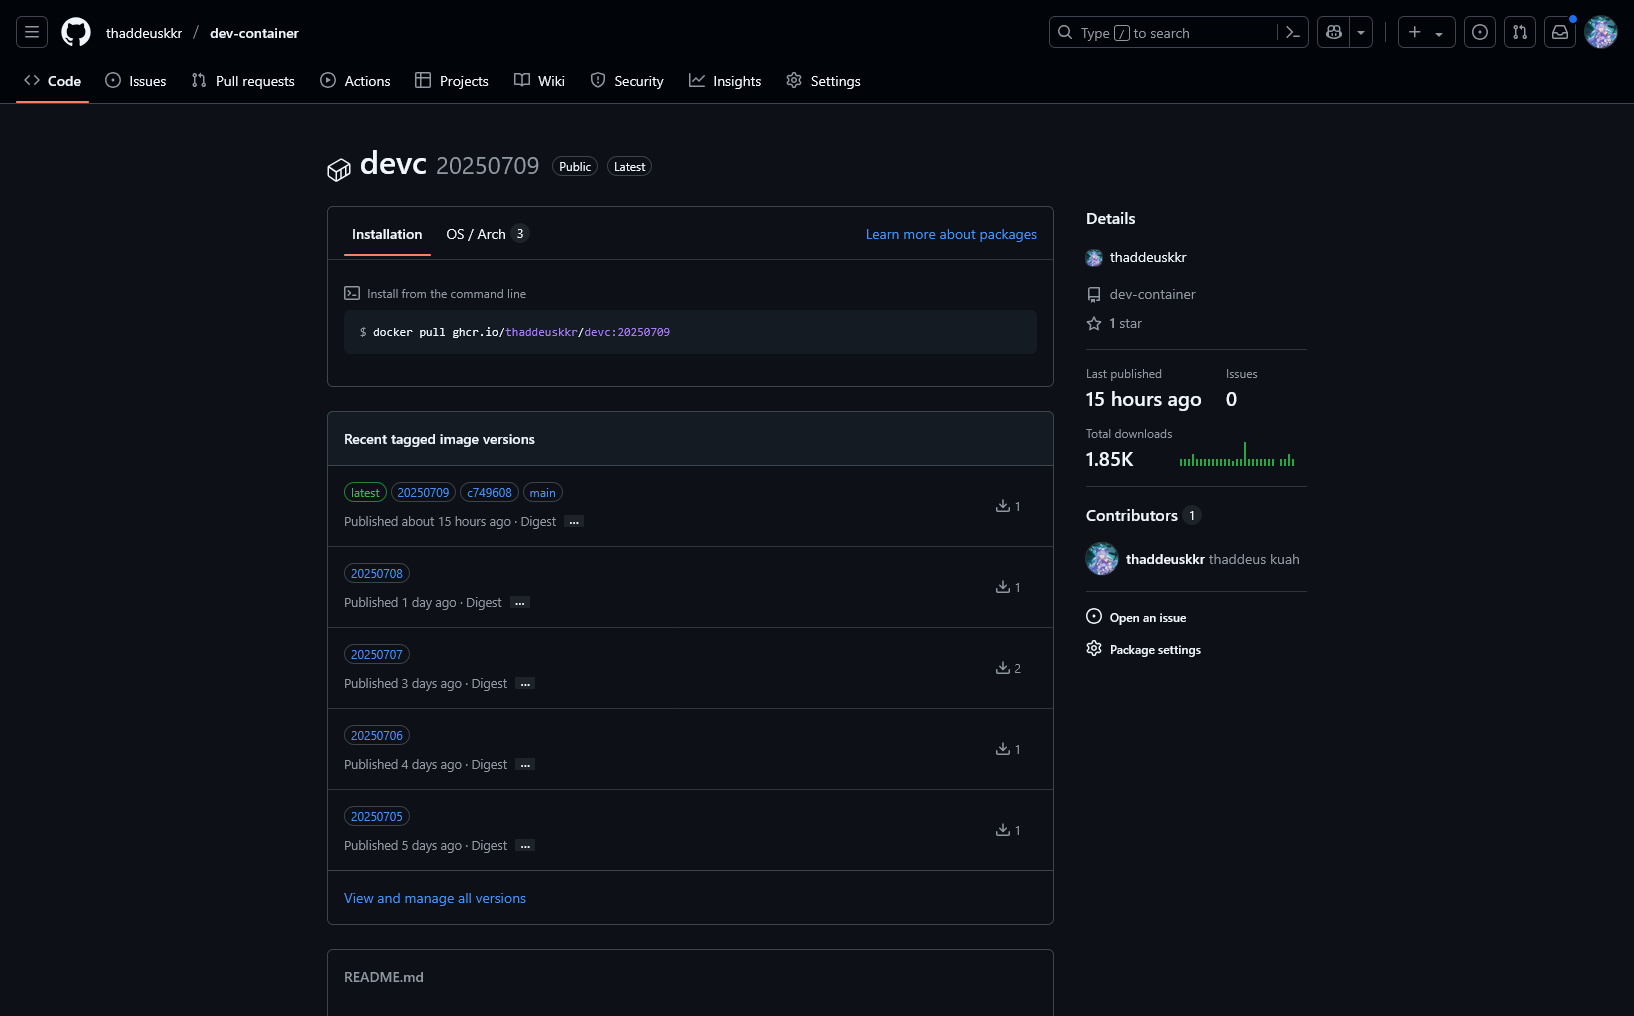 thaddeuskkr / dev-container
Type / to search
Code
Issues
Pull requests
Actions
Projects
Wiki
Security
Insights
Settings
devc 20250709 Public Latest
Installation
OS / Arch 3
Learn more about packages
Install from the command line
$ docker pull ghcr.io/thaddeuskkr/devc:20250709
Recent tagged image versions
latest 20250709 c749608 main
Published about 15 hours ago · Digest …
1
20250708
Published 1 day ago · Digest …
1
20250707
Published 3 days ago · Digest …
2
20250706
Published 4 days ago · Digest …
1
20250705
Published 5 days ago · Digest …
1
View and manage all versions
README.md
Details
thaddeuskkr
dev-container
1 star
Last published
15 hours ago
Issues
0
Total downloads
1.85K
Contributors 1
thaddeuskkr thaddeus kuah
Open an issue
Package settings